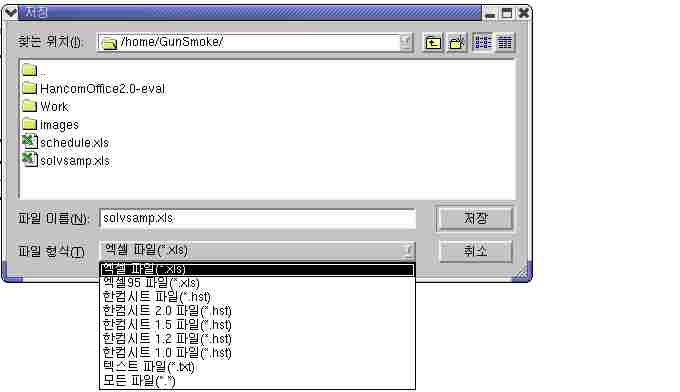 저장
찾는 위치(I): /home/GunSmoke/
..
HancomOffice2.0-eval
Work
images
schedule.xls
solvsamp.xls
파일 이름(N): solvsamp.xls 저장
파일 형식(T) 엑셀 파일(*.xls) 취소
엑셀 파일(*.xls)
엑셀95 파일(*.xls)
한컴시트 파일(*.hst)
한컴시트 2.0 파일(*.hst)
한컴시트 1.5 파일(*.hst)
한컴시트 1.2 파일(*.hst)
한컴시트 1.0 파일(*.hst)
텍스트 파일(*.txt)
모든 파일(*.*)